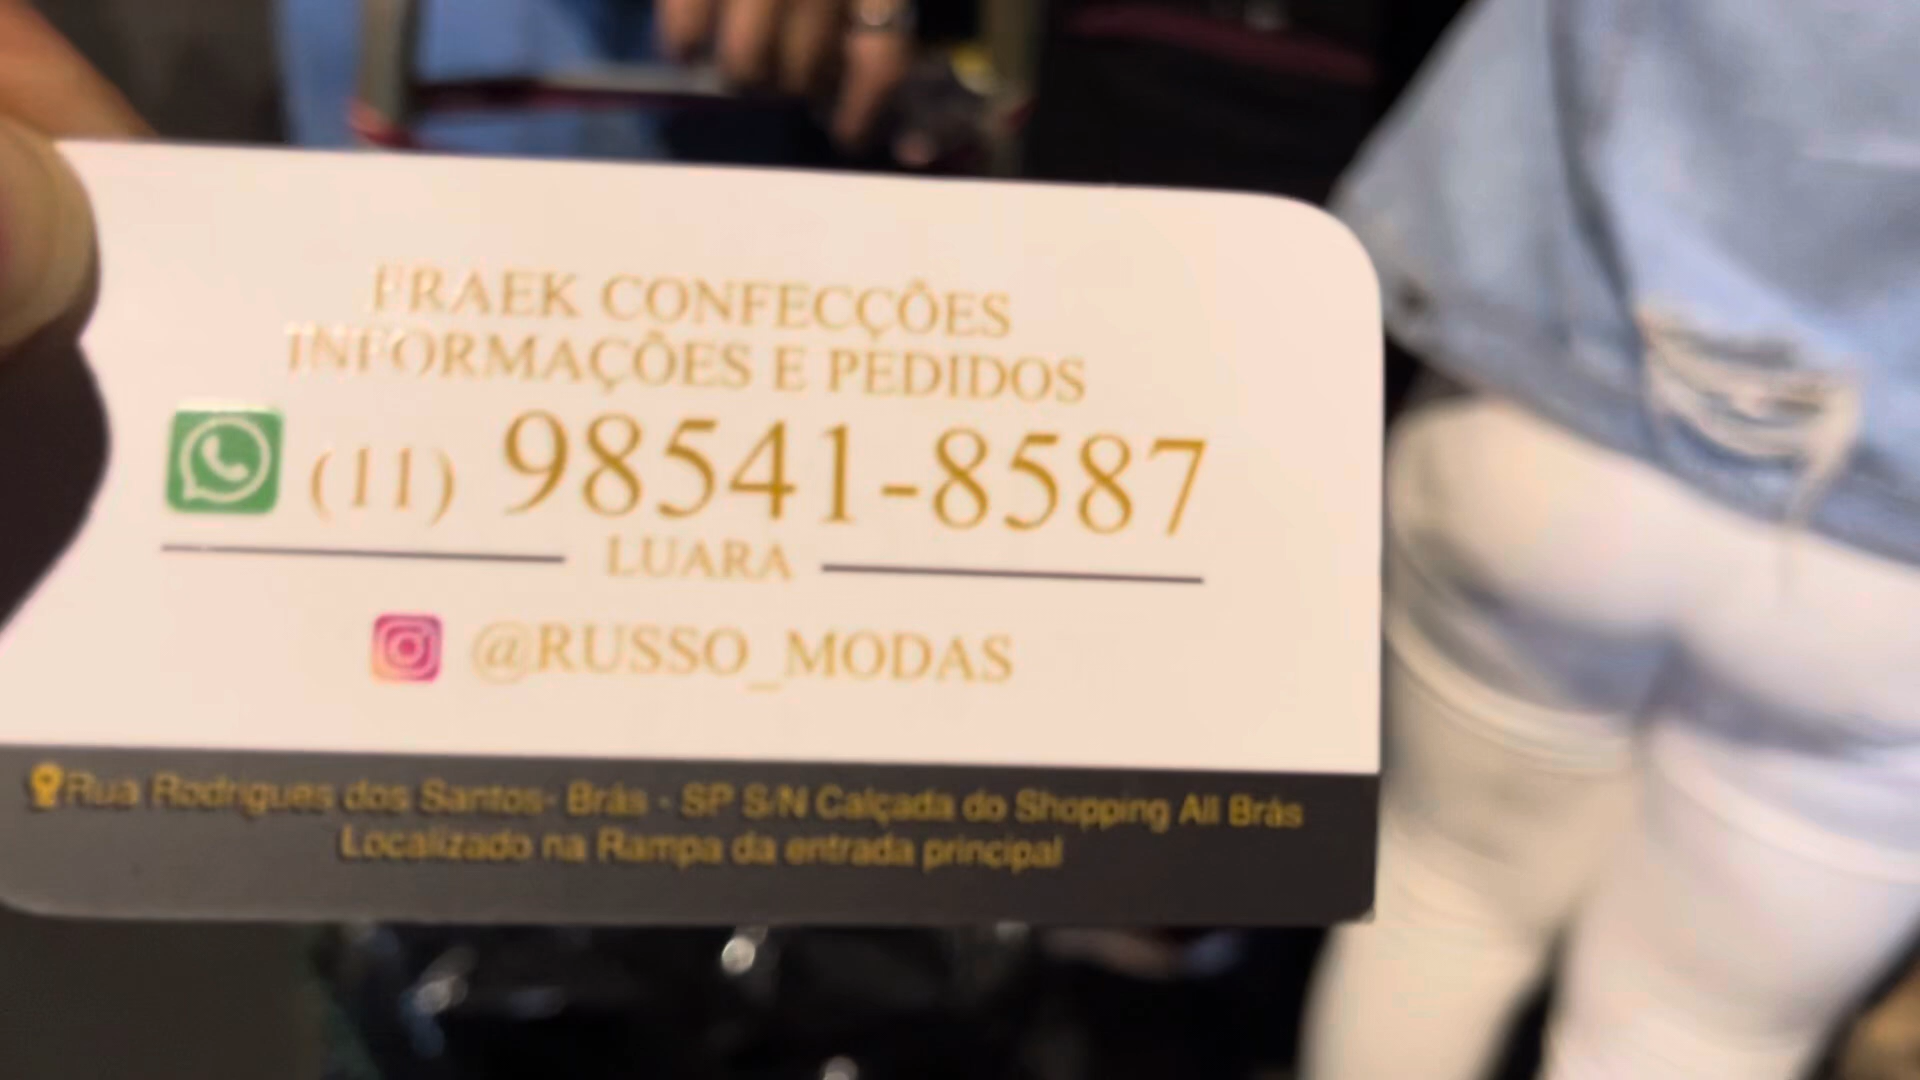 FRAEK CONFECÇÕES
INFORMAÇÕES E PEDIDOS
(11) 98541-8587
LUARA
@RUSSO_MODAS
Rua Rodrigues dos Santos- Brás - SP S/N Calçada do Shopping All Brás
Localizado na Rampa da entrada principal